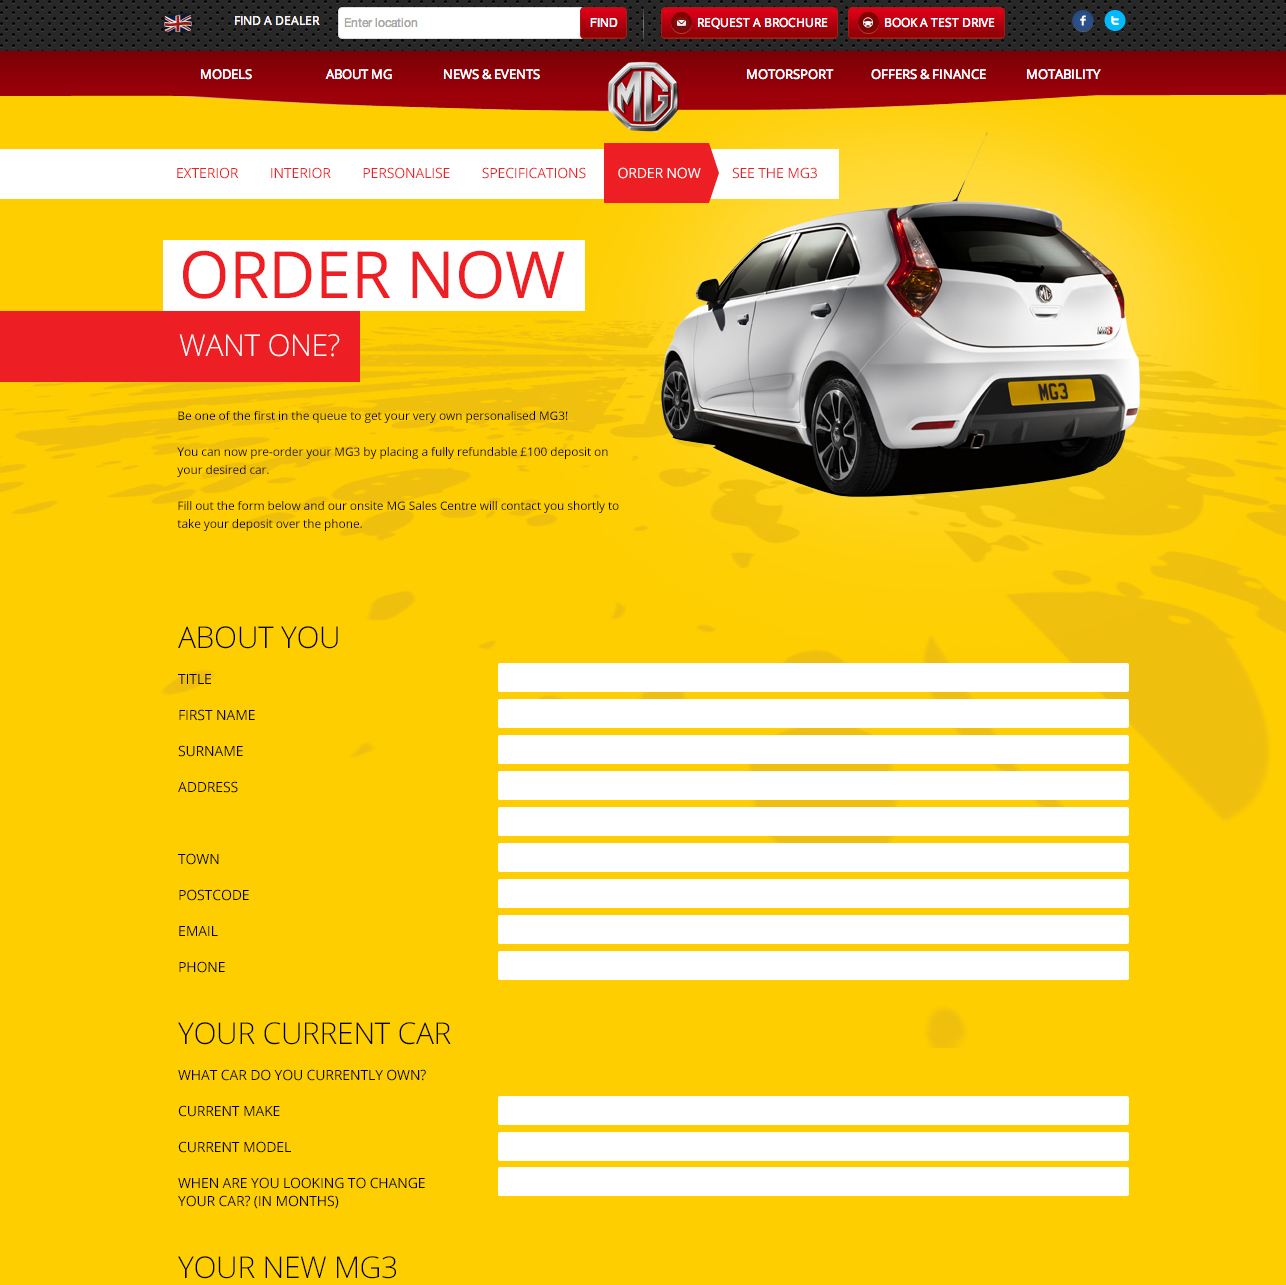 FIND A DEALER
Enter location
FIND
REQUEST A BROCHURE
BOOK A TEST DRIVE
MODELS
ABOUT MG
NEWS & EVENTS
MG
MOTORSPORT
OFFERS & FINANCE
MOTABILITY
EXTERIOR
INTERIOR
PERSONALISE
SPECIFICATIONS
ORDER NOW
SEE THE MG3
ORDER NOW
WANT ONE?
MG
MG3
MG3
Be one of the first in the queue to get your very own personalised MG3!
You can now pre-order your MG3 by placing a fully refundable £100 deposit on
your desired car.
Fill out the form below and our onsite MG Sales Centre will contact you shortly to
take your deposit over the phone.
ABOUT YOU
TITLE
FIRST NAME
SURNAME
ADDRESS
TOWN
POSTCODE
EMAIL
PHONE
YOUR CURRENT CAR
WHAT CAR DO YOU CURRENTLY OWN?
CURRENT MAKE
CURRENT MODEL
WHEN ARE YOU LOOKING TO CHANGE
YOUR CAR? (IN MONTHS)
YOUR NEW MG3